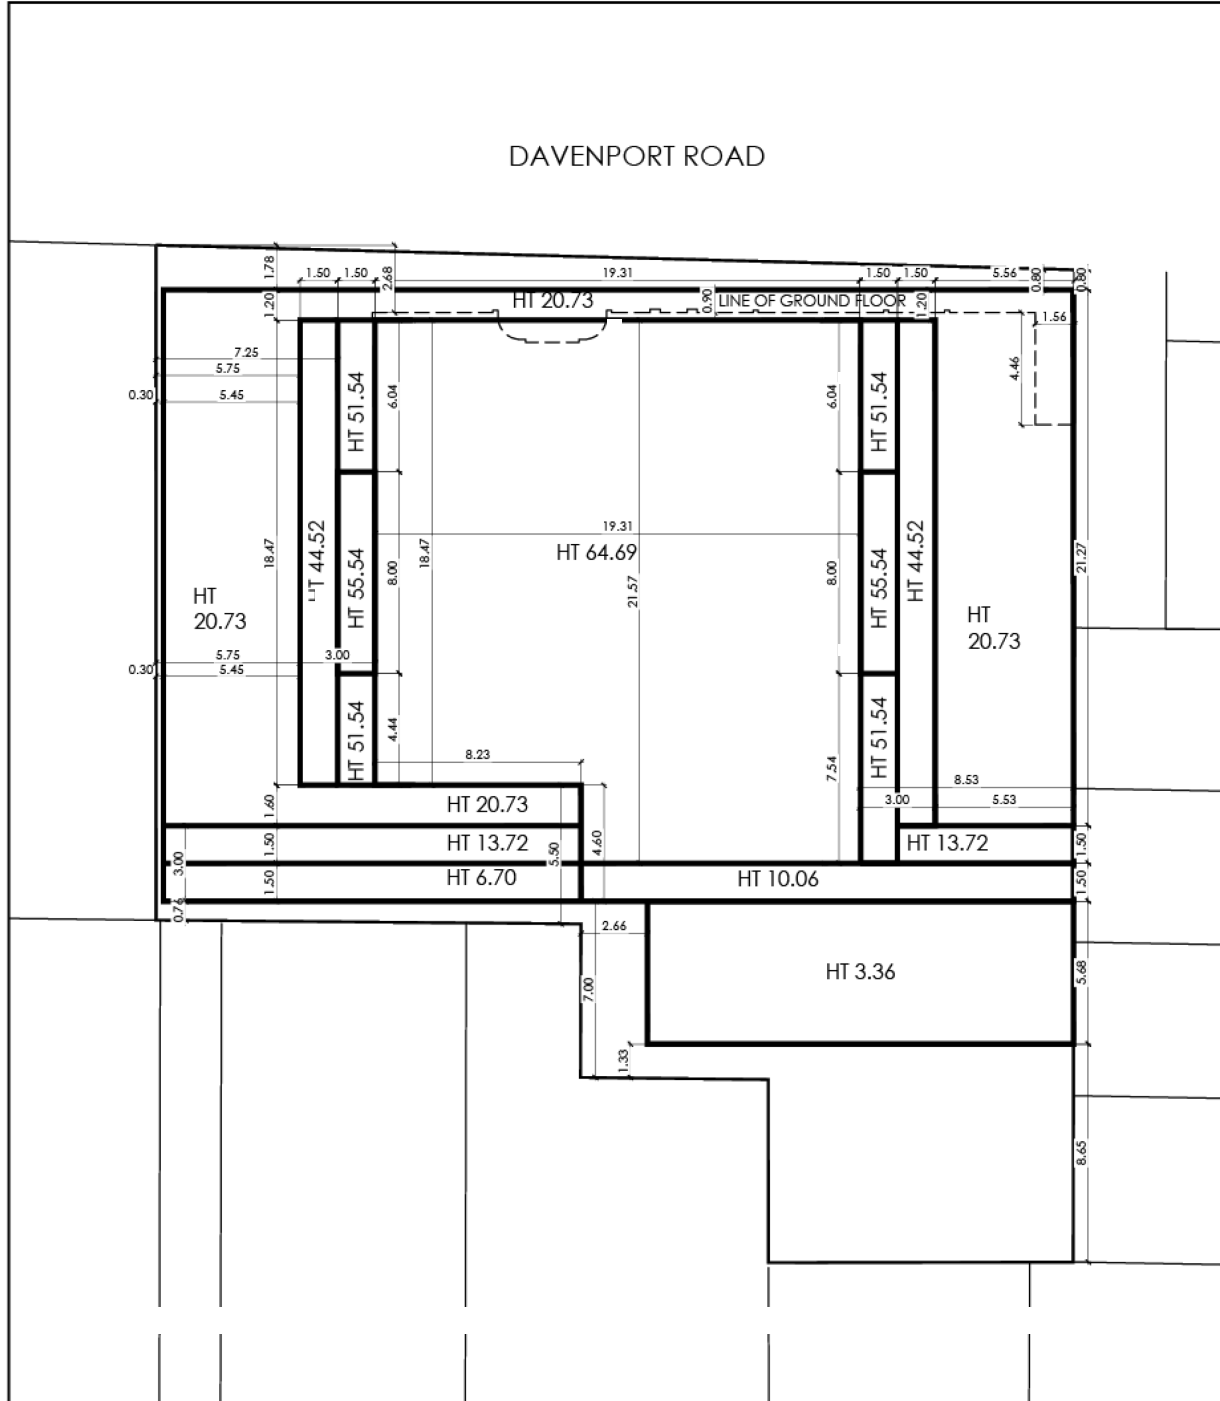 DAVENPORT ROAD
1.78
2.68
1.50
1.50
19.31
1.50
1.50
5.56
0.80
0.80
1.20
HT 20.73
0.90
LINE OF GROUND FLOOR
1.20
1.56
7.25
5.75
0.30
5.45
HT 51.54
6.04
6.04
HT 51.54
4.46
19.31
HT 64.69
18.47
HT 44.52
HT 55.54
8.00
18.47
21.57
8.00
HT 55.54
HT 44.52
21.27
HT
20.73
HT
20.73
5.75
3.00
0.30
5.45
HT 51.54
4.44
8.23
7.54
HT 51.54
8.53
3.00
5.53
1.60
HT 20.73
4.60
5.50
3.00
1.50
HT 13.72
HT 13.72
1.50
1.50
HT 6.70
HT 10.06
1.50
0.76
2.66
7.00
HT 3.36
5.68
1.33
8.65